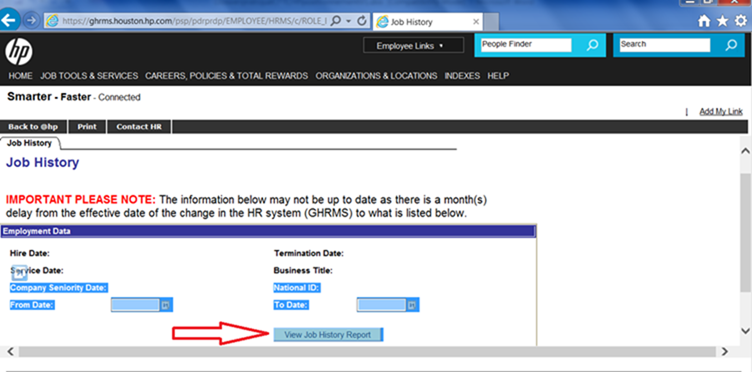 https://ghrms.houston.hp.com/psp/pdrprdp/EMPLOYEE/HRMS/c/ROLE_
Job History
hp
Employee Links
People Finder
Search
HOME JOB TOOLS & SERVICES CAREERS, POLICIES & TOTAL REWARDS ORGANIZATIONS & LOCATIONS INDEXES HELP
Smarter - Faster - Connected
| Add My Link
Back to @hp Print Contact HR
Job History
Job History
IMPORTANT PLEASE NOTE: The information below may not be up to date as there is a month(s)
delay from the effective date of the change in the HR system (GHRMS) to what is listed below.
Employment Data
Hire Date: Termination Date:
Service Date: Business Title:
Company Seniority Date: National ID:
From Date: To Date:
View Job History Report